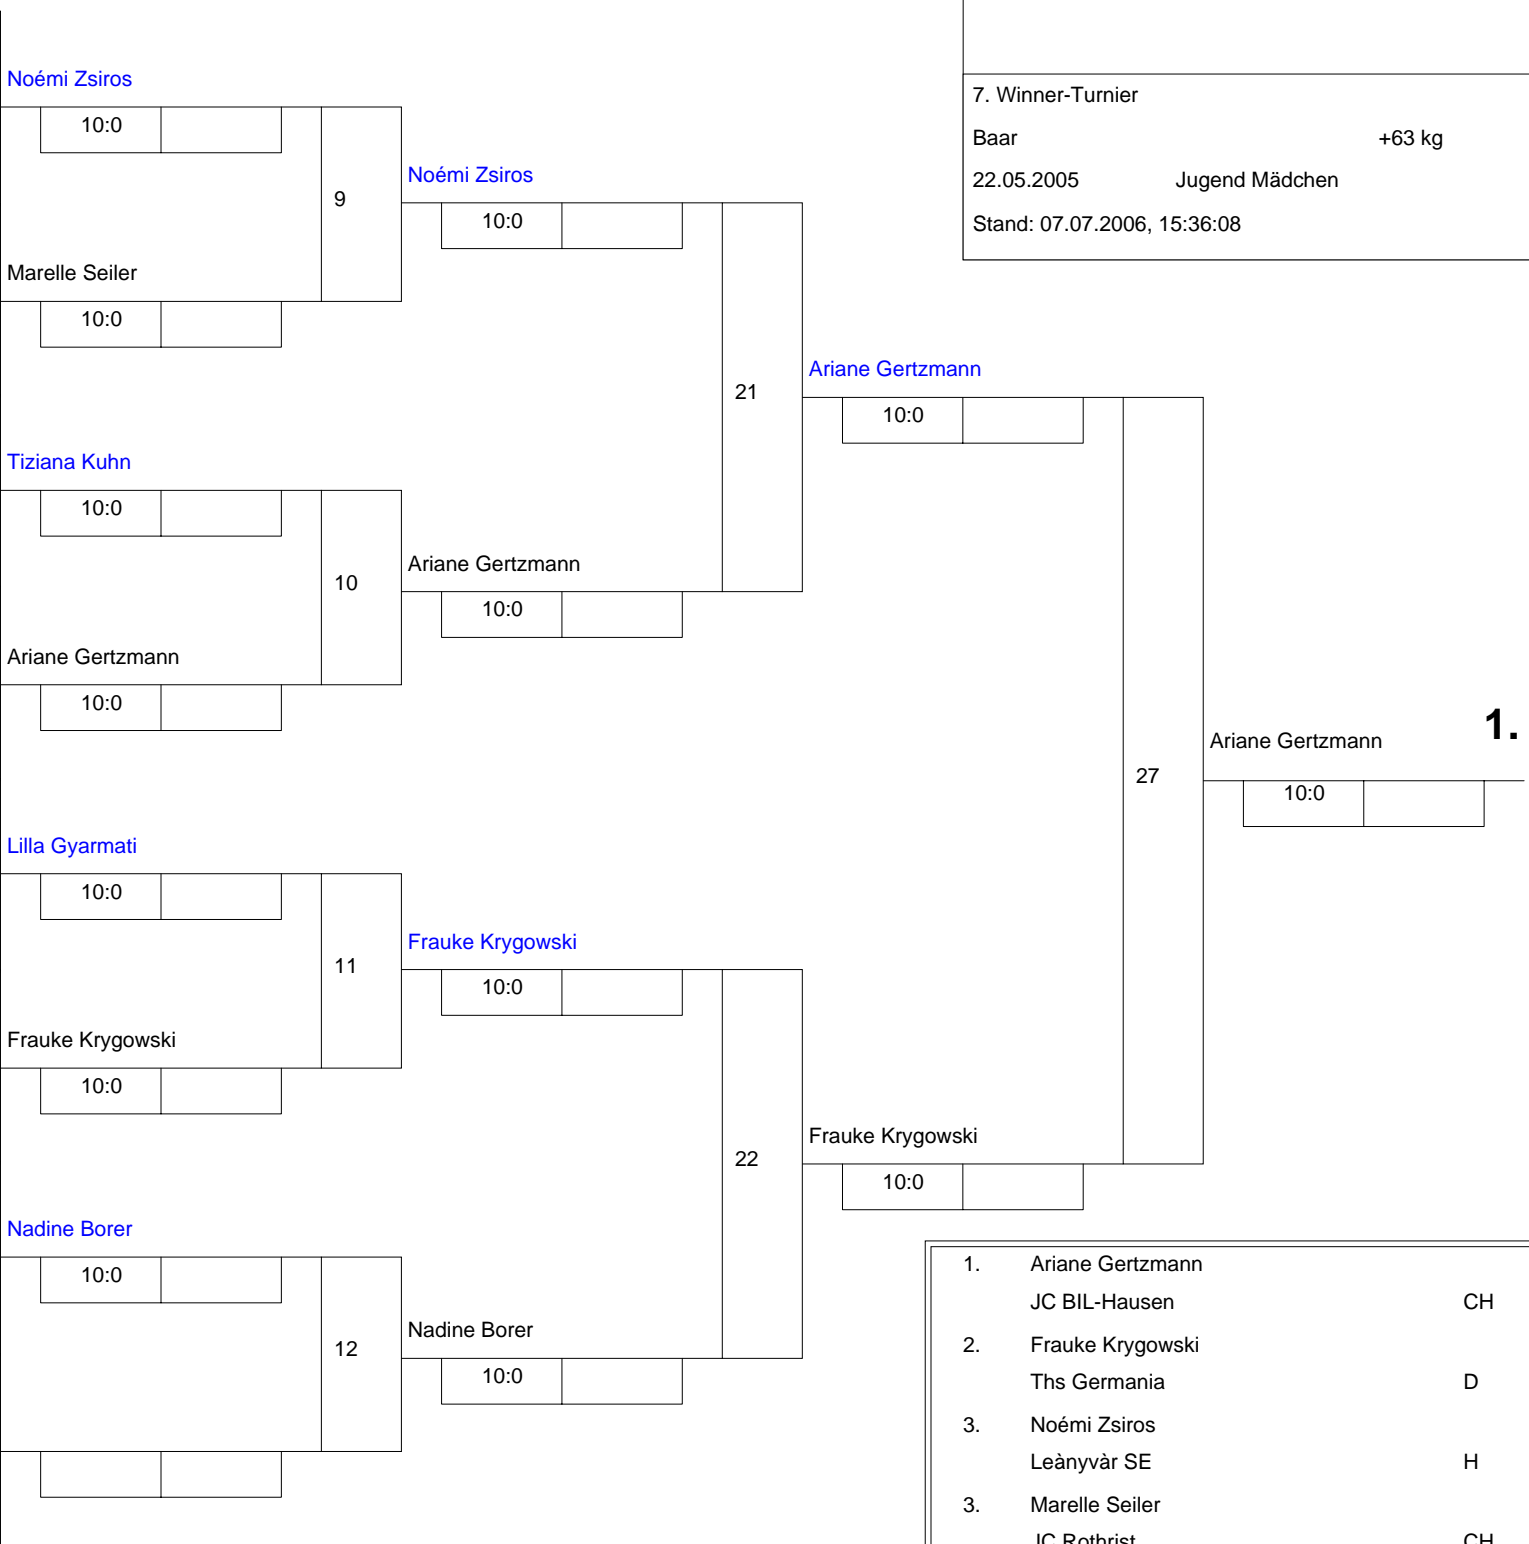 7. Winner-Turnier
Baar +63 kg
22.05.2005 Jugend Mädchen
Stand: 07.07.2006, 15:36:08
Noémi Zsiros
10:0
9
Marelle Seiler
10:0
Tiziana Kuhn
10:0
10
Ariane Gertzmann
10:0
Lilla Gyarmati
10:0
11
Frauke Krygowski
10:0
Nadine Borer
10:0
12
Noémi Zsiros
10:0
21
Ariane Gertzmann
10:0
Frauke Krygowski
10:0
22
Nadine Borer
10:0
Ariane Gertzmann
10:0
27
Frauke Krygowski
10:0
Ariane Gertzmann 1.
10:0
1. Ariane Gertzmann
JC BIL-Hausen CH
2. Frauke Krygowski
Ths Germania D
3. Noémi Zsiros
Leànyvàr SE H
3. Marelle Seiler
JC Rothrist CH